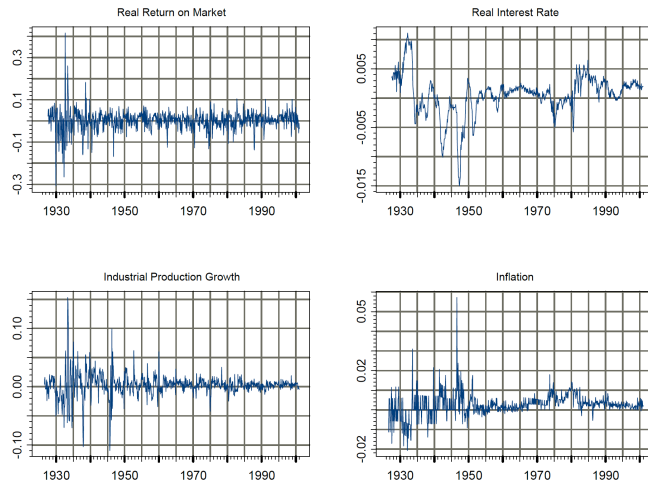 Real Return on Market
0.3
0.1
-0.1
-0.3
1930 1950 1970 1990
Real Interest Rate
0.005
-0.005
-0.015
1930 1950 1970 1990
Industrial Production Growth
0.10
0.00
-0.10
1930 1950 1970 1990
Inflation
0.05
0.02
-0.02
1930 1950 1970 1990